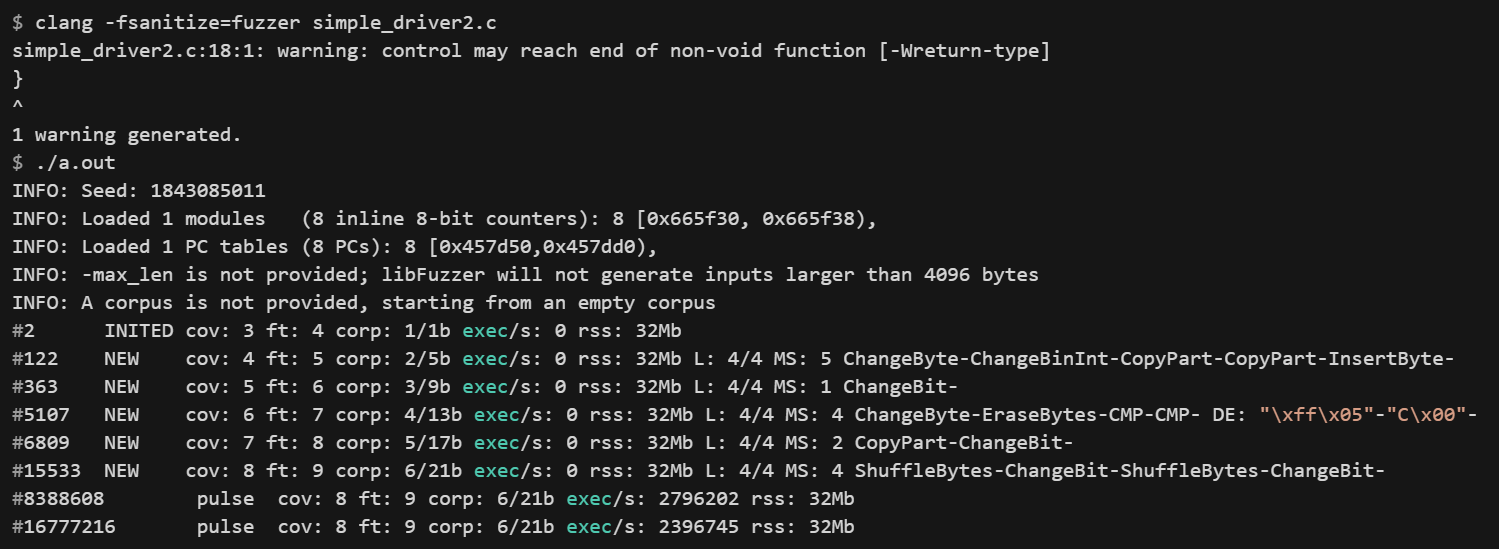 $ clang -fsanitize=fuzzer simple_driver2.c
simple_driver2.c:18:1: warning: control may reach end of non-void function [-Wreturn-type]
}
^
1 warning generated.
$ ./a.out
INFO: Seed: 1843085011
INFO: Loaded 1 modules   (8 inline 8-bit counters): 8 [0x665f30, 0x665f38),
INFO: Loaded 1 PC tables (8 PCs): 8 [0x457d50,0x457dd0),
INFO: -max_len is not provided; libFuzzer will not generate inputs larger than 4096 bytes
INFO: A corpus is not provided, starting from an empty corpus
#2      INITED cov: 3 ft: 4 corp: 1/1b exec/s: 0 rss: 32Mb
#122    NEW    cov: 4 ft: 5 corp: 2/5b exec/s: 0 rss: 32Mb L: 4/4 MS: 5 ChangeByte-ChangeBinInt-CopyPart-CopyPart-InsertByte-
#363    NEW    cov: 5 ft: 6 corp: 3/9b exec/s: 0 rss: 32Mb L: 4/4 MS: 1 ChangeBit-
#5107   NEW    cov: 6 ft: 7 corp: 4/13b exec/s: 0 rss: 32Mb L: 4/4 MS: 4 ChangeByte-EraseBytes-CMP-CMP- DE: "\xff\x05"-"C\x00"-
#6809   NEW    cov: 7 ft: 8 corp: 5/17b exec/s: 0 rss: 32Mb L: 4/4 MS: 2 CopyPart-ChangeBit-
#15533  NEW    cov: 8 ft: 9 corp: 6/21b exec/s: 0 rss: 32Mb L: 4/4 MS: 4 ShuffleBytes-ChangeBit-ShuffleBytes-ChangeBit-
#8388608        pulse  cov: 8 ft: 9 corp: 6/21b exec/s: 2796202 rss: 32Mb
#16777216       pulse  cov: 8 ft: 9 corp: 6/21b exec/s: 2396745 rss: 32Mb